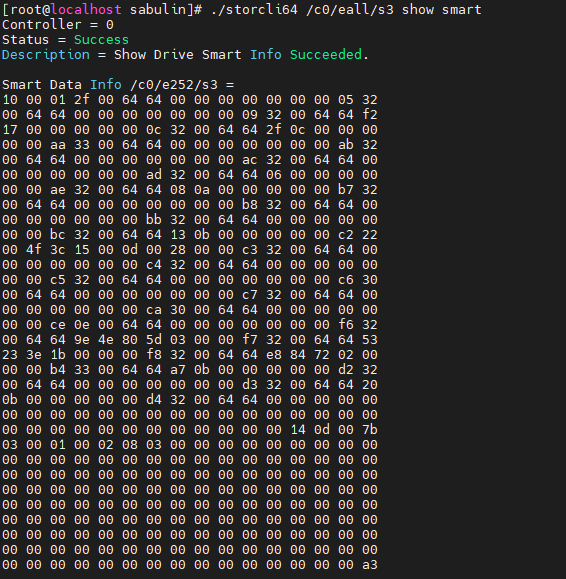 [root@localhost sabulin]# ./storcli64 /c0/eall/s3 show smart
Controller = 0
Status = Success
Description = Show Drive Smart Info Succeeded.
Smart Data Info /c0/e252/s3 =
10 00 01 2f 00 64 64 00 00 00 00 00 00 00 05 32
00 64 64 00 00 00 00 00 00 00 09 32 00 64 64 f2
17 00 00 00 00 00 0c 32 00 64 64 2f 0c 00 00 00
00 00 aa 33 00 64 64 00 00 00 00 00 00 00 ab 32
00 64 64 00 00 00 00 00 00 00 ac 32 00 64 64 00
00 00 00 00 00 00 ad 32 00 64 64 06 00 00 00 00
00 00 ae 32 00 64 64 08 0a 00 00 00 00 00 b7 32
00 64 64 00 00 00 00 00 00 00 b8 32 00 64 64 00
00 00 00 00 00 00 bb 32 00 64 64 00 00 00 00 00
00 00 bc 32 00 64 64 13 0b 00 00 00 00 00 c2 22
00 4f 3c 15 00 0d 00 28 00 00 c3 32 00 64 64 00
00 00 00 00 00 00 c4 32 00 64 64 00 00 00 00 00
00 00 c5 32 00 64 64 00 00 00 00 00 00 00 c6 30
00 64 64 00 00 00 00 00 00 00 c7 32 00 64 64 00
00 00 00 00 00 00 ca 30 00 64 64 00 00 00 00 00
00 00 ce 0e 00 64 64 00 00 00 00 00 00 00 f6 32
00 64 64 9e 4e 80 5d 03 00 00 f7 32 00 64 64 53
23 3e 1b 00 00 00 f8 32 00 64 64 e8 84 72 02 00
00 00 b4 33 00 64 64 a7 0b 00 00 00 00 00 d2 32
00 64 64 00 00 00 00 00 00 00 d3 32 00 64 64 20
0b 00 00 00 00 00 d4 32 00 64 64 00 00 00 00 00
00 00 00 00 00 00 00 00 00 00 00 00 00 00 00 00
00 00 00 00 00 00 00 00 00 00 00 00 14 0d 00 7b
03 00 01 00 02 08 03 00 00 00 00 00 00 00 00 00
00 00 00 00 00 00 00 00 00 00 00 00 00 00 00 00
00 00 00 00 00 00 00 00 00 00 00 00 00 00 00 00
00 00 00 00 00 00 00 00 00 00 00 00 00 00 00 00
00 00 00 00 00 00 00 00 00 00 00 00 00 00 00 00
00 00 00 00 00 00 00 00 00 00 00 00 00 00 00 00
00 00 00 00 00 00 00 00 00 00 00 00 00 00 00 00
00 00 00 00 00 00 00 00 00 00 00 00 00 00 00 00
00 00 00 00 00 00 00 00 00 00 00 00 00 00 00 a3